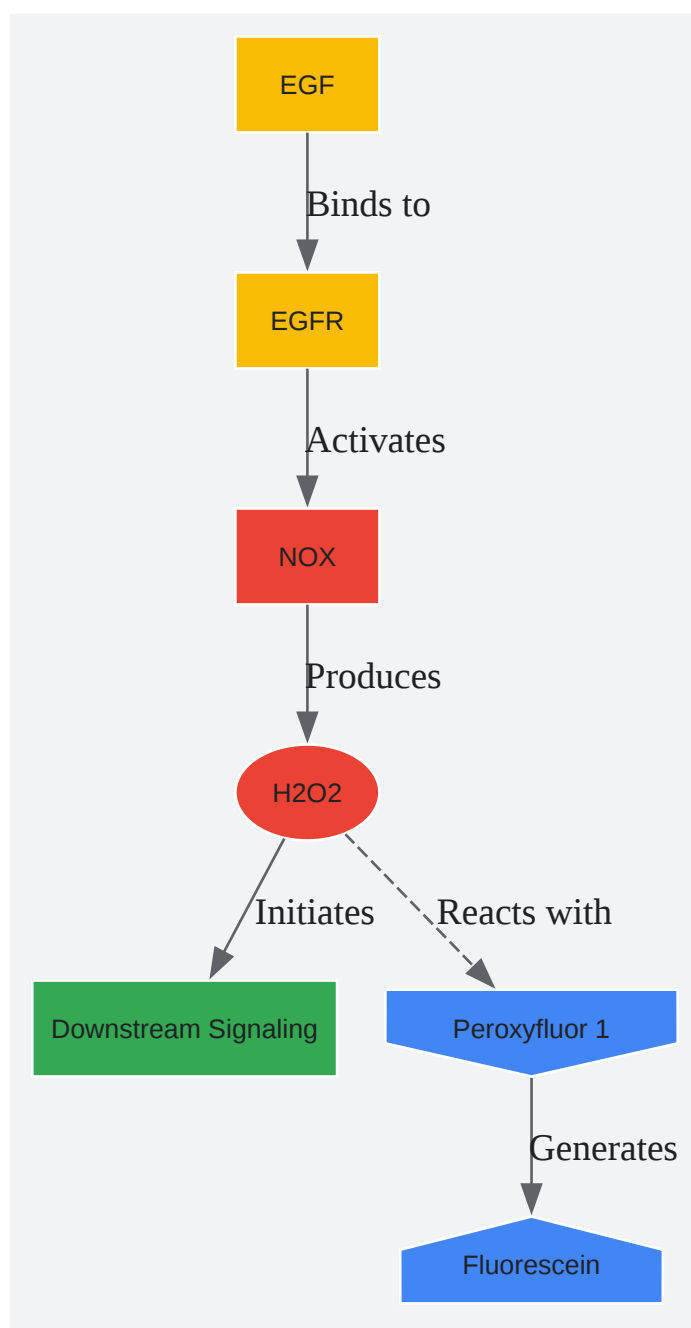 EGF
Binds to
EGFR
Activates
NOX
Produces
H2O2
Initiates
Reacts with
Downstream Signaling
Peroxyfluor 1
Generates
Fluorescein